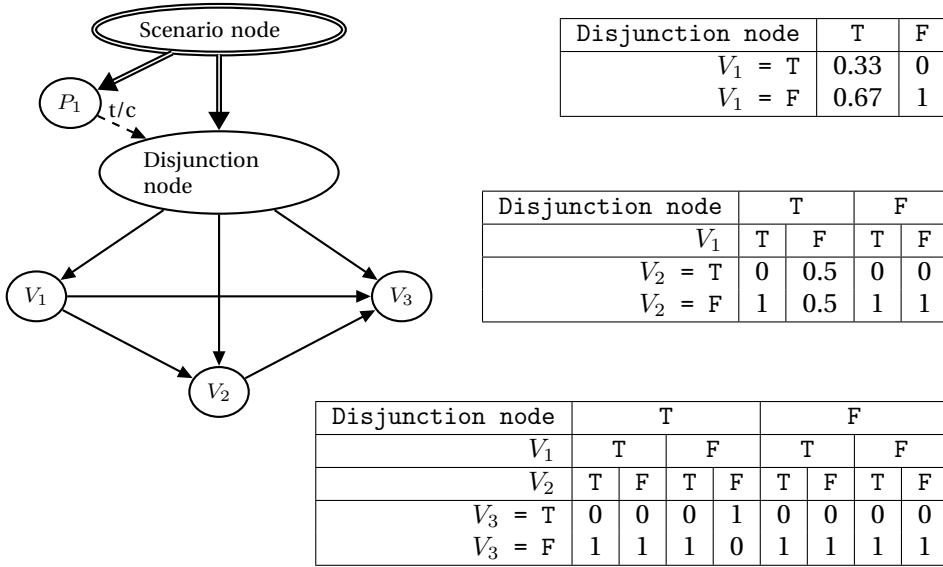 Scenario node
P₁
t/c
Disjunction
node
V₁
V₃
V₂
Disjunction node T F
V₁ = T 0.33 0
V₁ = F 0.67 1
Disjunction node T F
V₁ T F T F
V₂ = T 0 0.5 0 0
V₂ = F 1 0.5 1 1
Disjunction node T F
V₁ T F T F
V₂ T F T F T F T F
V₃ = T 0 0 0 1 0 0 0 0
V₃ = F 1 1 1 0 1 1 1 1